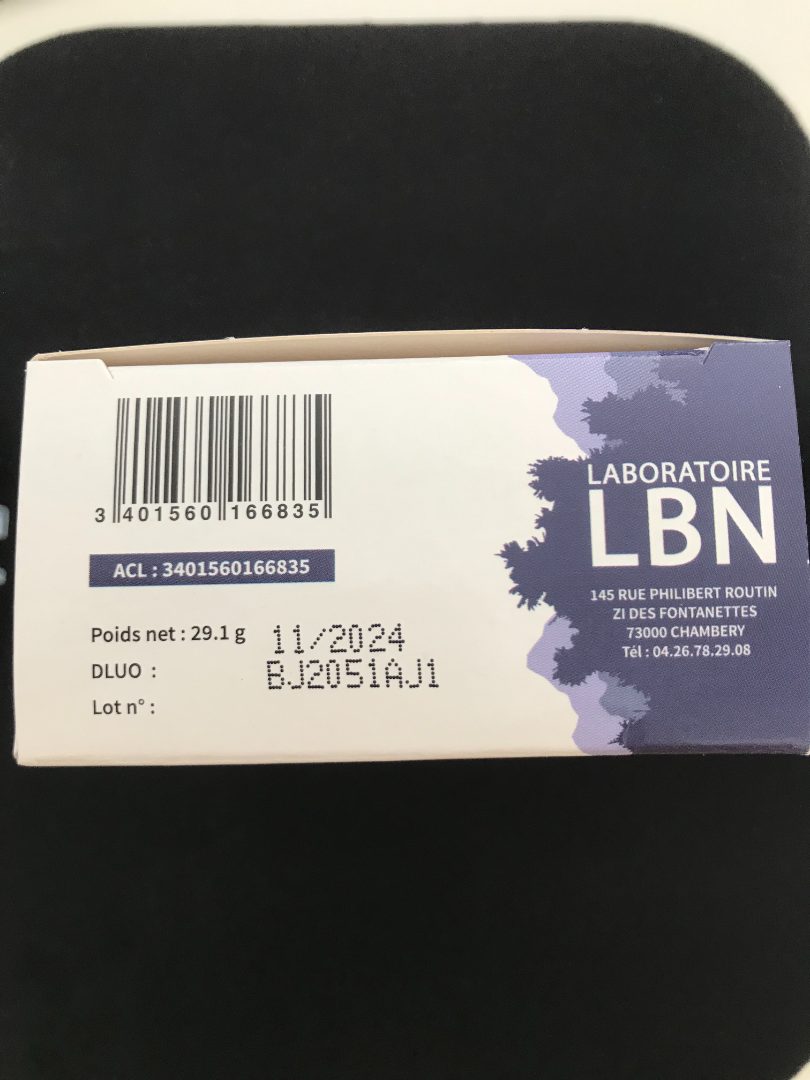 3 401560 166835
ACL : 3401560166835
Poids net : 29.1 g
DLUO :
Lot n° :
11/2024
BJ2051AJ1
LABORATOIRE
LBN
145 RUE PHILIBERT ROUTIN
ZI DES FONTANETTES
73000 CHAMBERY
Tél : 04.26.78.29.08